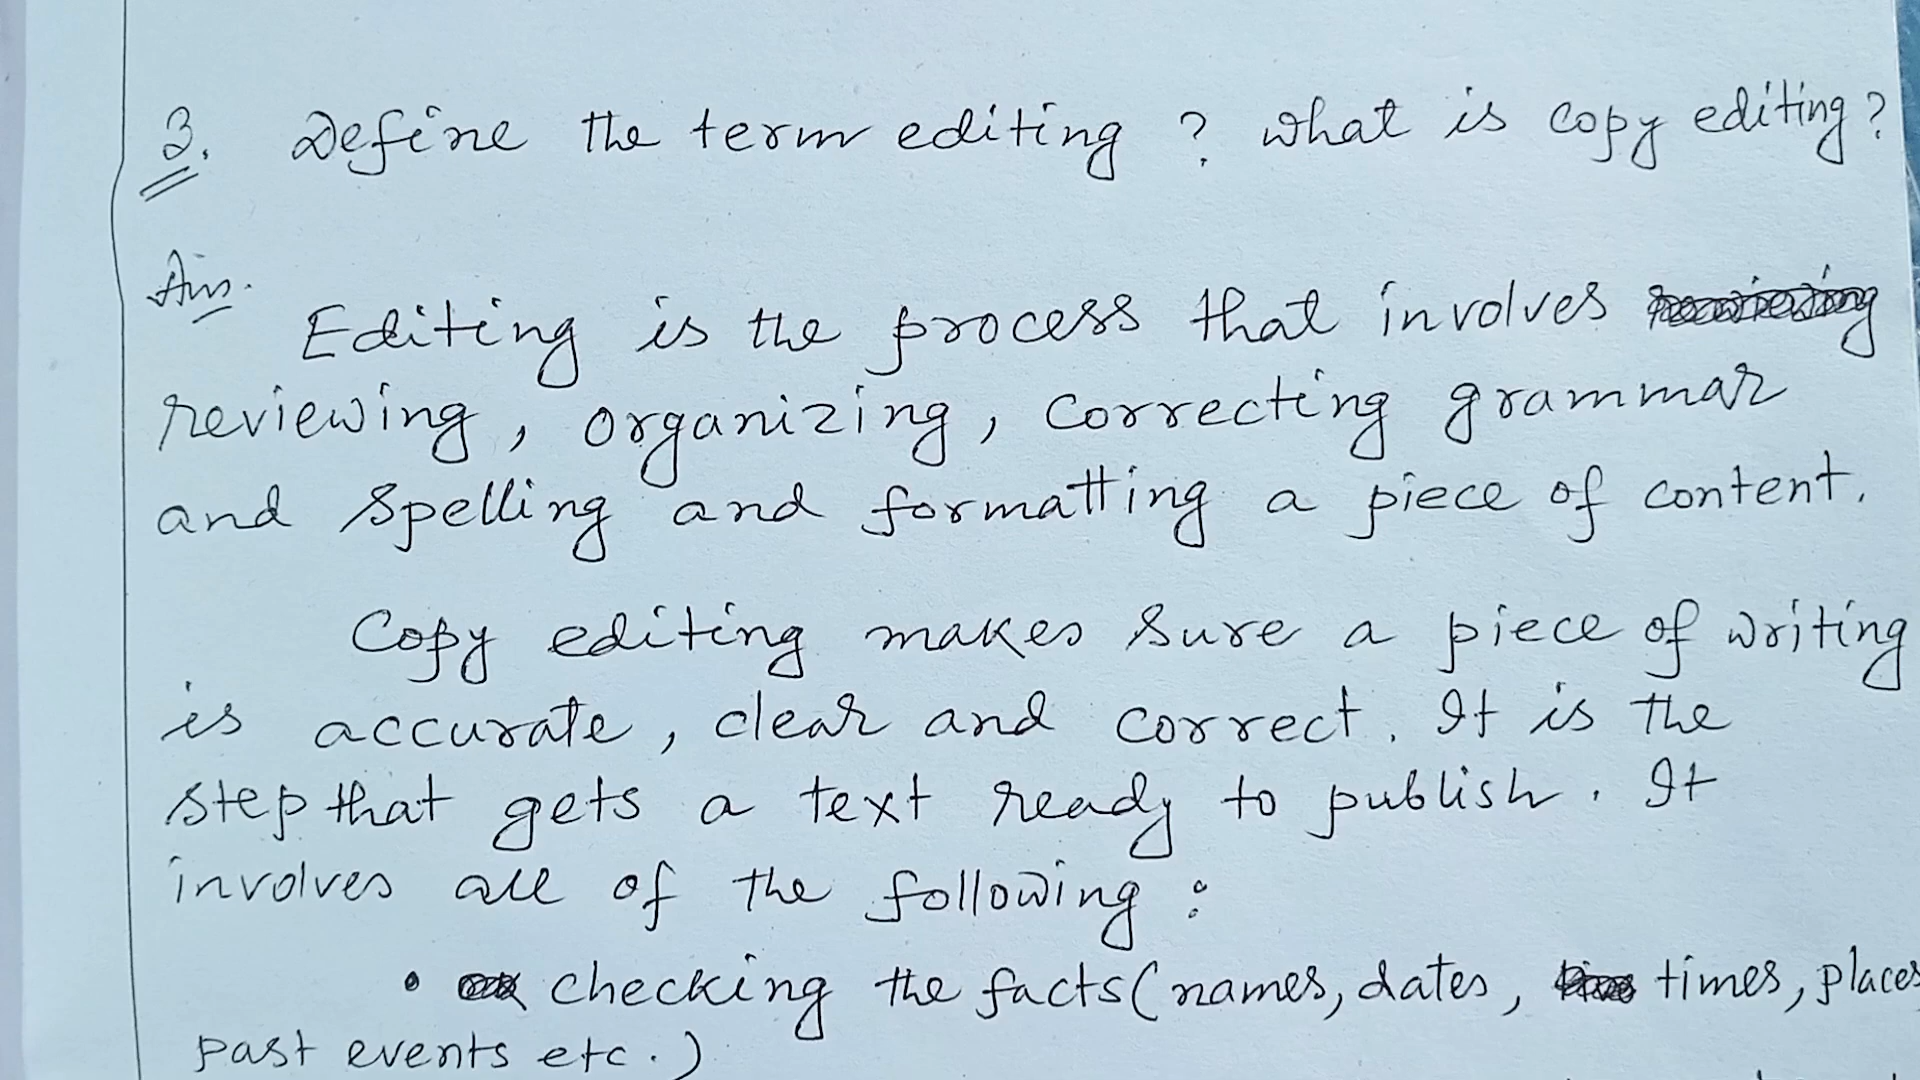 3. Define the term editing ? what is copy editing?
Ans.
Editing is the process that involves
reviewing, organizing, correcting grammar
and spelling and formatting a piece of content.
Copy editing makes sure a piece of writing
is accurate, clear and correct. It is the
step that gets a text ready to publish. It
involves all of the following :
• checking the facts (names, dates, times, places
past events etc.)